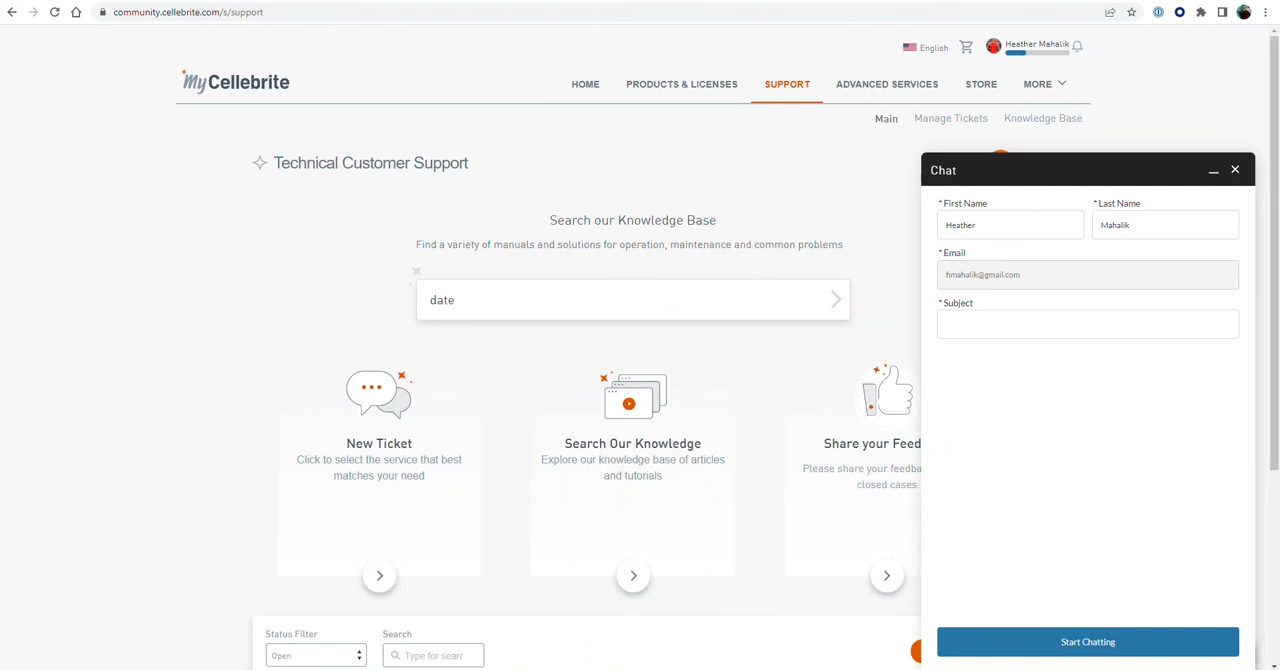 community.cellebrite.com/s/support
English
Heather Mahalik
MyCellebrite
HOME
PRODUCTS & LICENSES
SUPPORT
ADVANCED SERVICES
STORE
MORE
Main
Manage Tickets
Knowledge Base
Technical Customer Support
Search our Knowledge Base
Find a variety of manuals and solutions for operation, maintenance and common problems
date
New Ticket
Click to select the service that best
matches your need
Search Our Knowledge
Explore our knowledge base of articles
and tutorials
Share your Feed
Please share your feedba
closed cases
Status Filter
Open
Search
Type for searc
Chat
*First Name
*Last Name
Heather
Mahalik
*Email
hmahalik@gmail.com
*Subject
Start Chatting